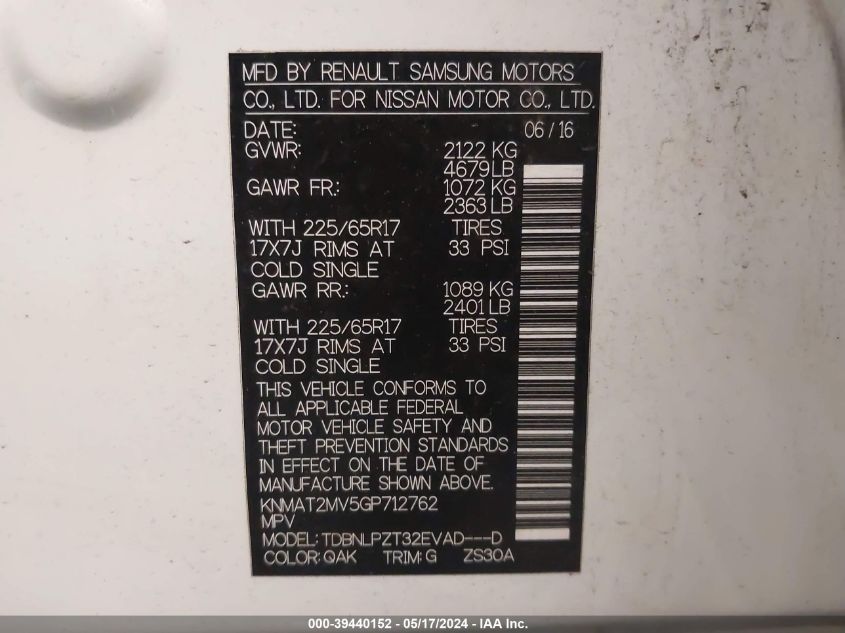 MFD BY RENAULT SAMSUNG MOTORS
CO., LTD. FOR NISSAN MOTOR CO., LTD.
DATE: 06 / 16
GVWR: 2122 KG
4679 LB
GAWR FR.: 1072 KG
2363 LB
WITH 225/65R17 TIRES
17X7J RIMS AT 33 PSI
COLD SINGLE
GAWR RR.: 1089 KG
2401 LB
WITH 225/65R17 TIRES
17X7J RIMS AT 33 PSI
COLD SINGLE
THIS VEHICLE CONFORMS TO
ALL APPLICABLE FEDERAL
MOTOR VEHICLE SAFETY AND
THEFT PREVENTION STANDARDS
IN EFFECT ON THE DATE OF
MANUFACTURE SHOWN ABOVE.
KNMAT2MV5GP712762
MPV
MODEL: TDBNLPZT32EVAD---D
COLOR: QAK TRIM: G ZS30A
000-39440152 - 05/17/2024 - IAA Inc.